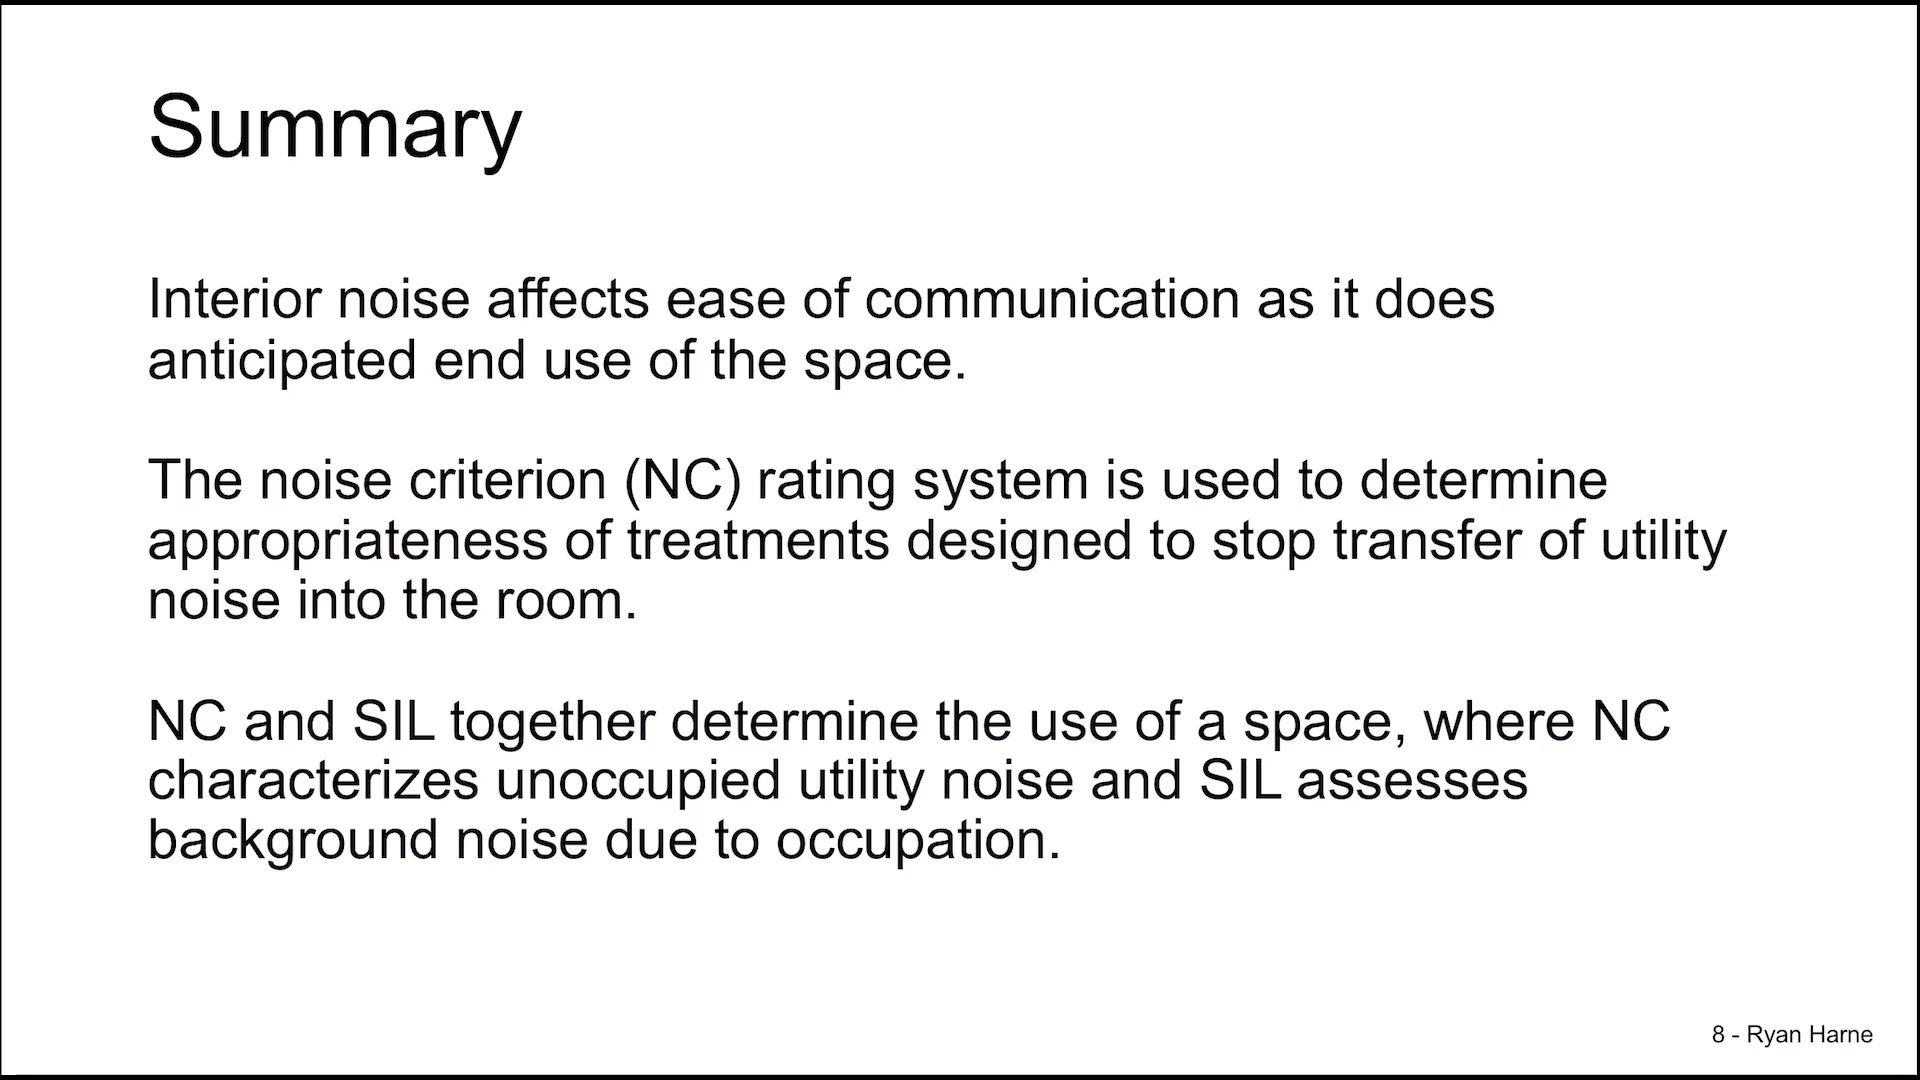 Summary
Interior noise affects ease of communication as it does
anticipated end use of the space.
The noise criterion (NC) rating system is used to determine
appropriateness of treatments designed to stop transfer of utility
noise into the room.
NC and SIL together determine the use of a space, where NC
characterizes unoccupied utility noise and SIL assesses
background noise due to occupation.
8 - Ryan Harne